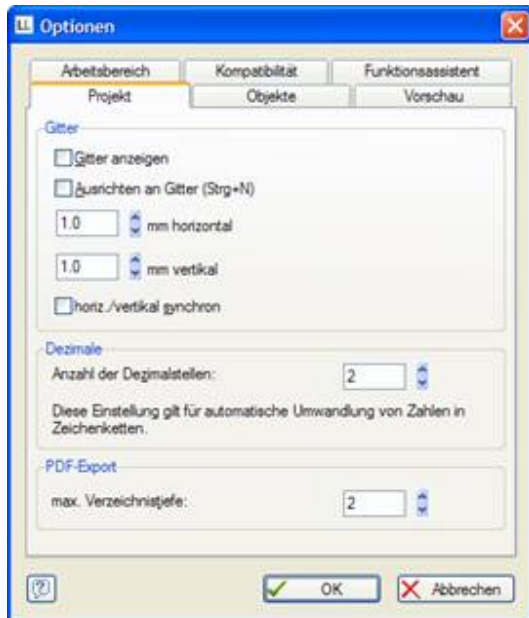 LL Optionen
Arbeitsbereich Kompatibilität Funktionsassistent
Projekt Objekte Vorschau
Gitter
Gitter anzeigen
Ausrichten an Gitter (Strg+N)
1.0 mm horizontal
1.0 mm vertikal
horiz./vertikal synchron
Dezimale
Anzahl der Dezimalstellen: 2
Diese Einstellung gilt für automatische Umwandlung von Zahlen in
Zeichenketten.
PDF-Export
max. Verzeichnistiefe: 2
? OK Abbrechen